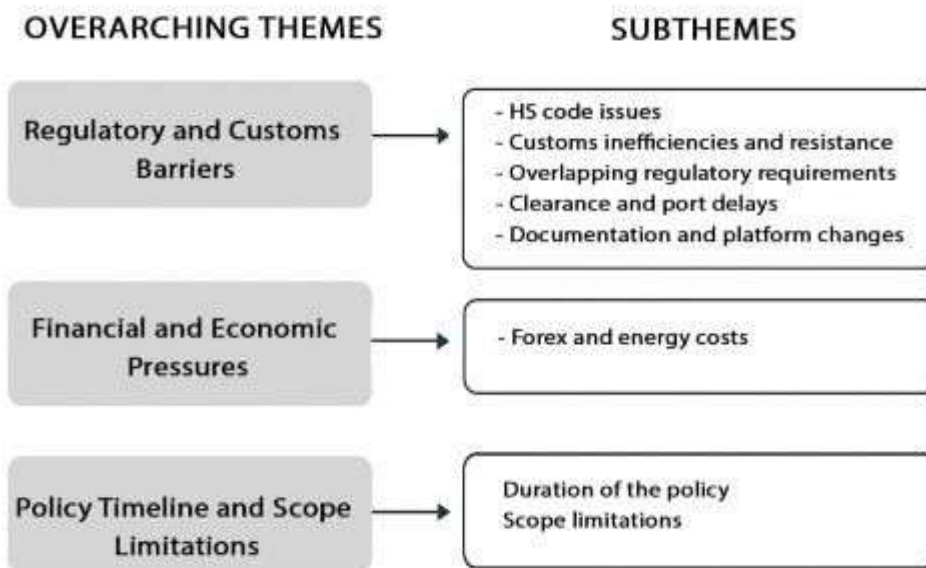 OVERARCHING THEMES
SUBTHEMES
Regulatory and Customs
Barriers
- HS code issues
- Customs inefficiencies and resistance
- Overlapping regulatory requirements
- Clearance and port delays
- Documentation and platform changes
Financial and Economic
Pressures
- Forex and energy costs
Policy Timeline and Scope
Limitations
Duration of the policy
Scope limitations